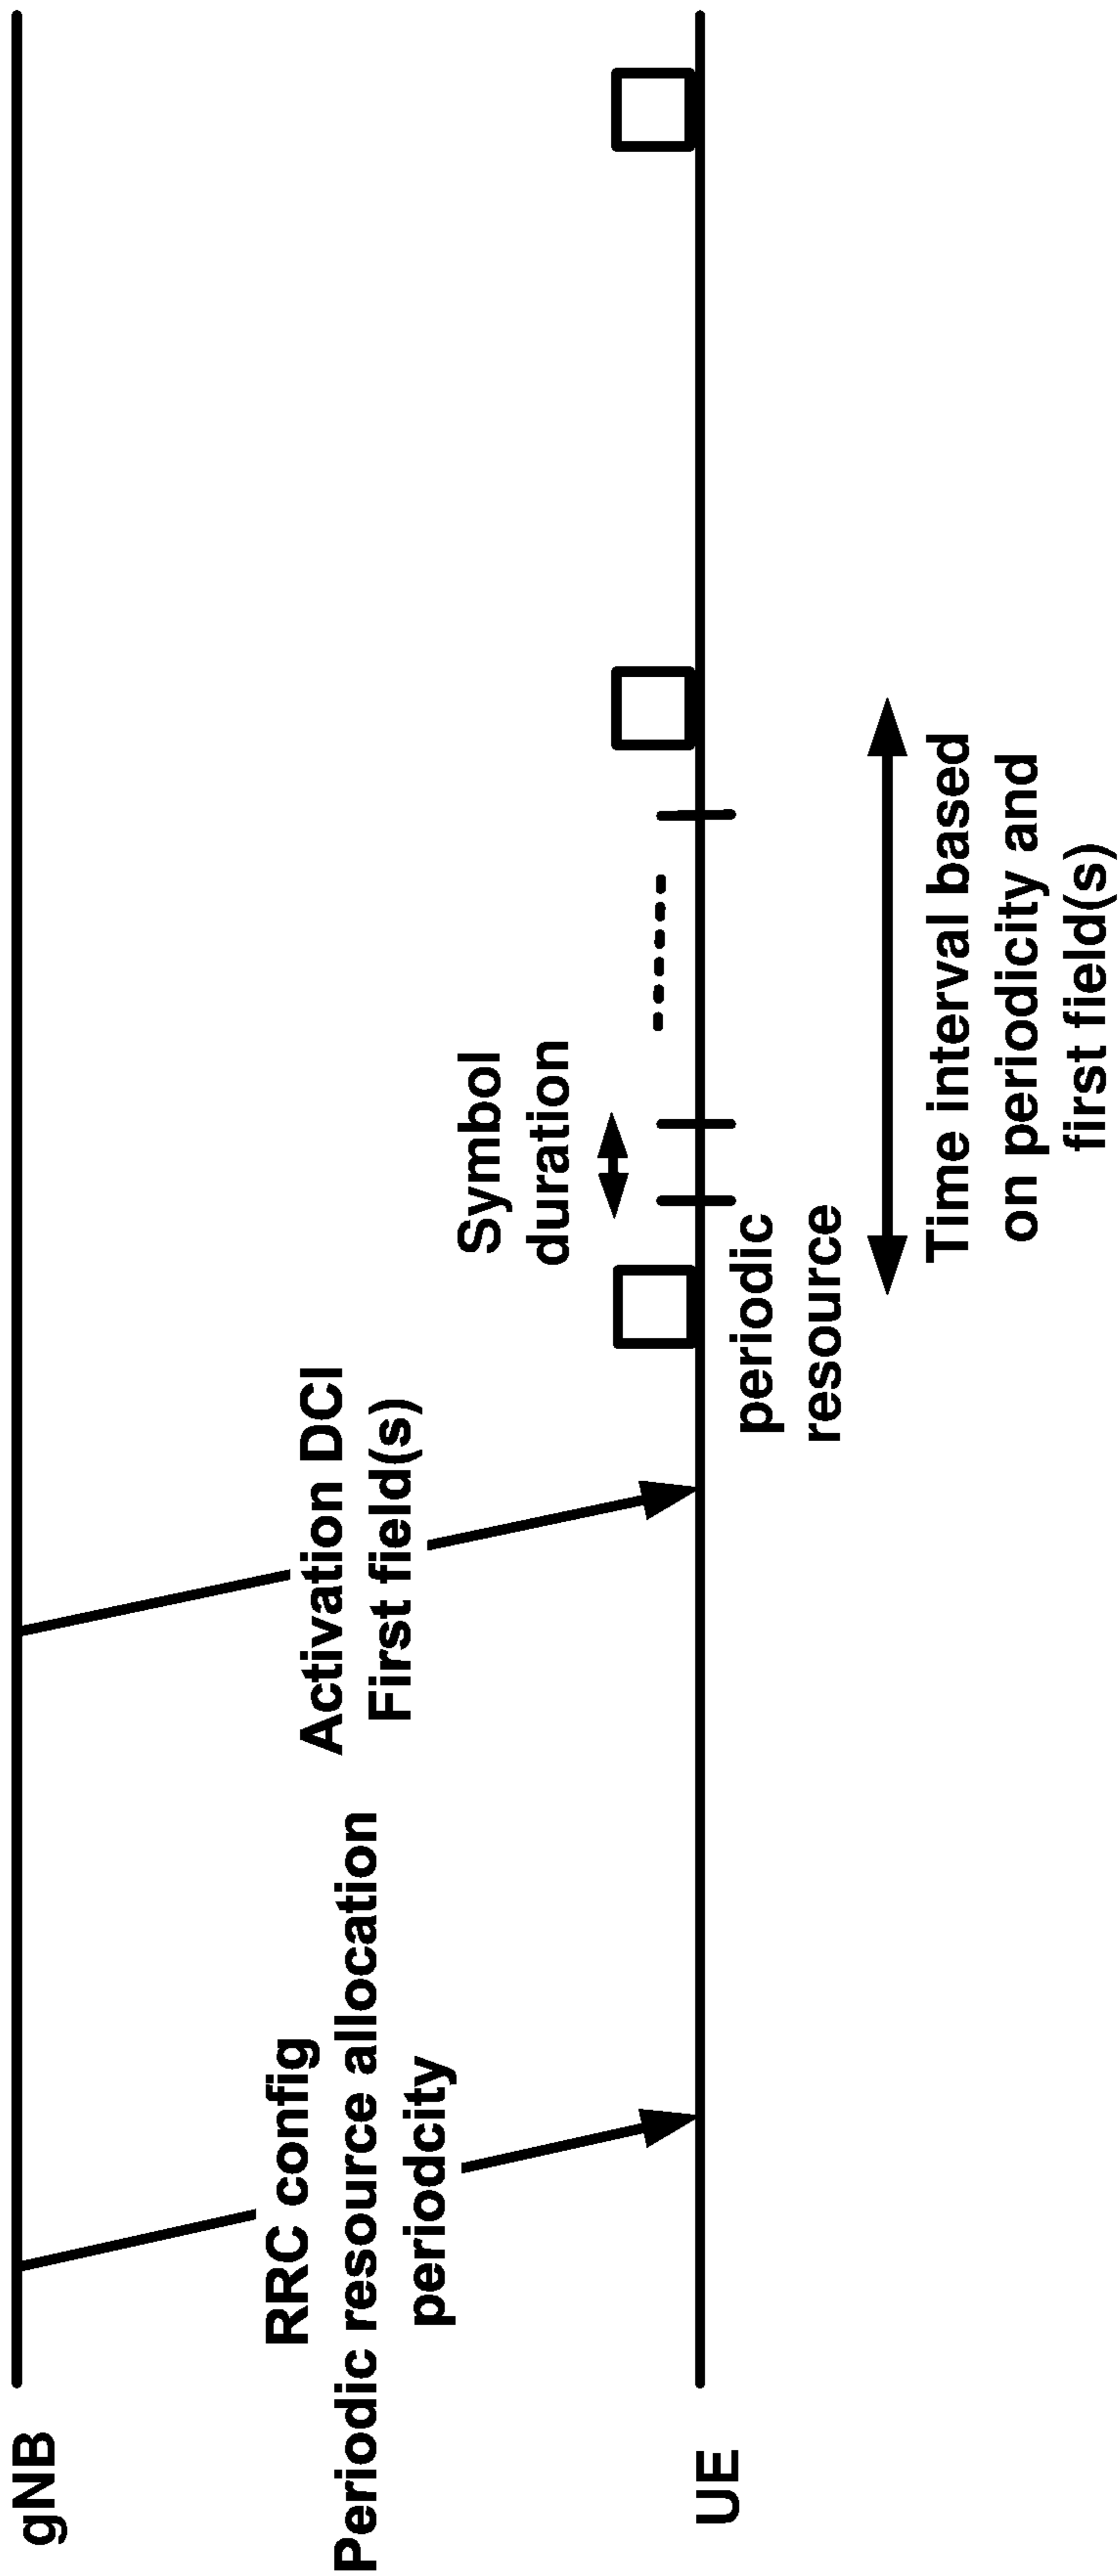 gNB
RRC config
Periodic resource allocation
periodcity
Activation DCI
First field(s)
Symbol
duration
UE
periodic
resource
Time interval based
on periodicity and
first field(s)